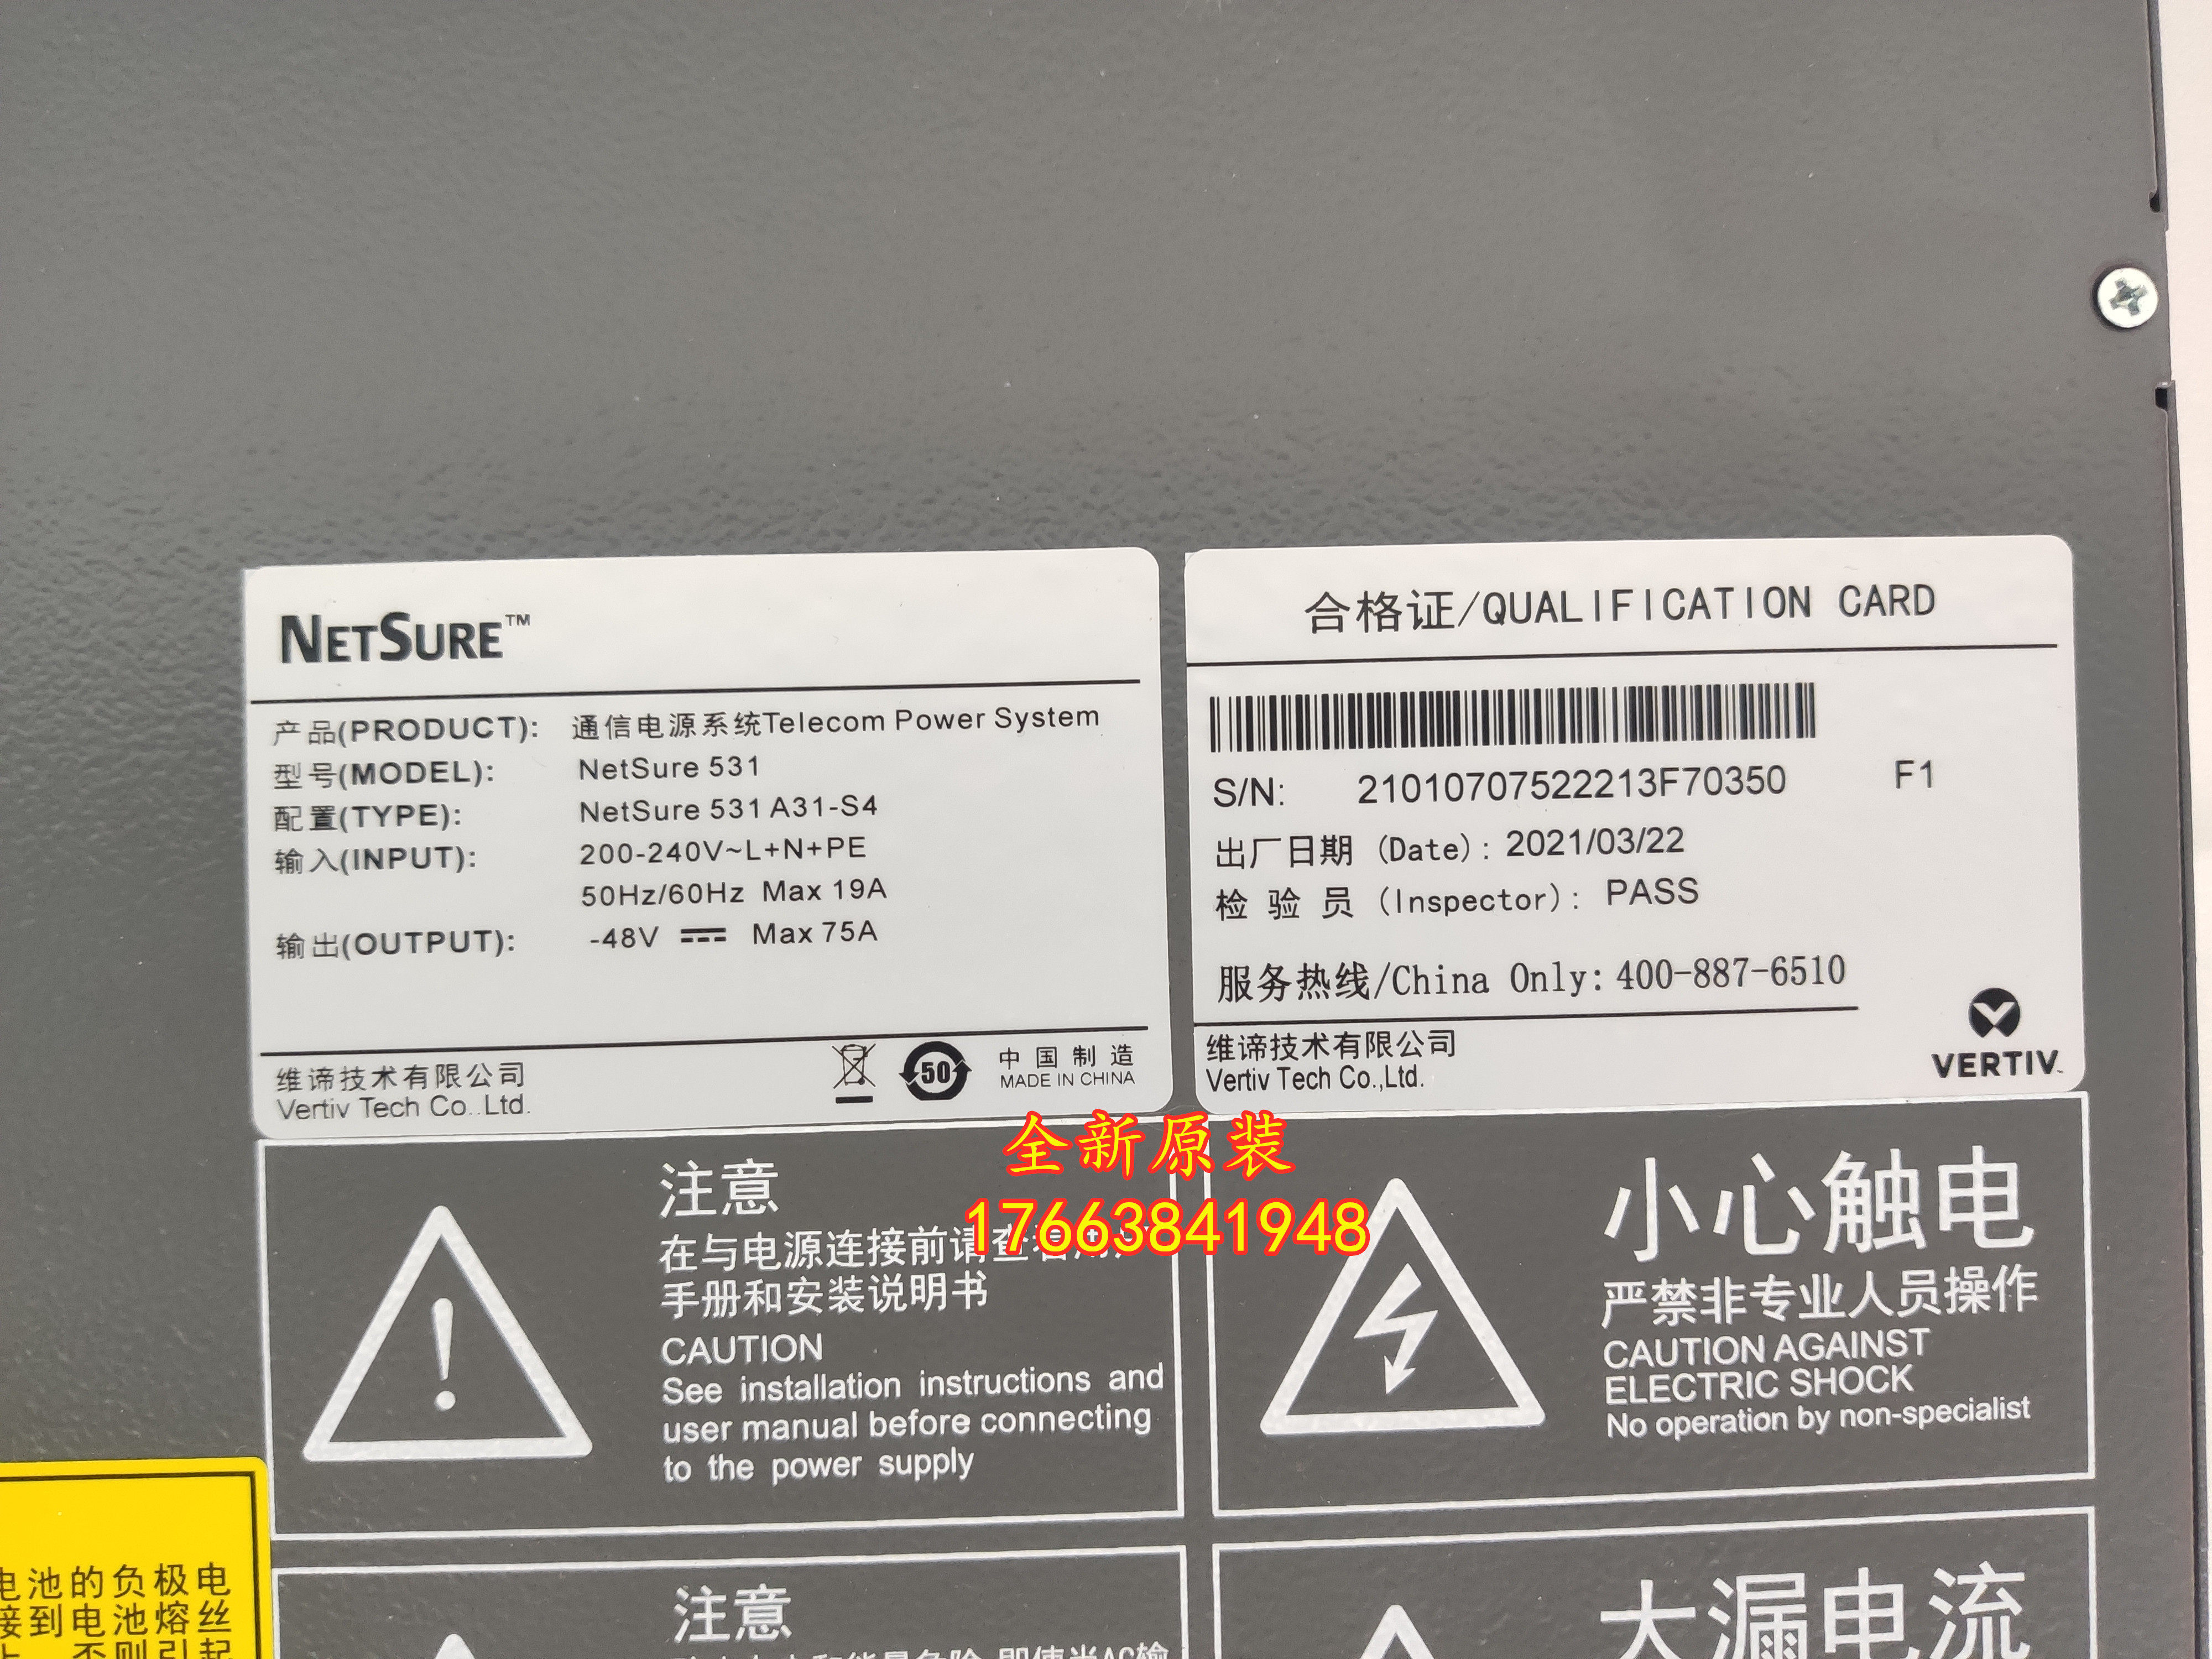 NETSURE™
产品(PRODUCT): 通信电源系统Telecom Power System
型号(MODEL): NetSure 531
配置(TYPE): NetSure 531 A31-S4
输入(INPUT): 200-240V~L+N+PE
50Hz/60Hz Max 19A
输出(OUTPUT): -48V ⎓ Max 75A
维谛技术有限公司
Vertiv Tech Co.,Ltd.
50
中国制造
MADE IN CHINA
合格证/QUALIFICATION CARD
S/N: 21010707522213F70350 F1
出厂日期 (Date): 2021/03/22
检验员 (Inspector): PASS
服务热线/China Only: 400-887-6510
维谛技术有限公司
Vertiv Tech Co.,Ltd.
VERTIV
全新原装
17663841948
注意
在与电源连接前请查看用户
手册和安装说明书
CAUTION
See installation instructions and
user manual before connecting
to the power supply
小心触电
严禁非专业人员操作
CAUTION AGAINST
ELECTRIC SHOCK
No operation by non-specialist
电池的负极电
接到电池熔丝
上，否则引起
注意
大漏电流